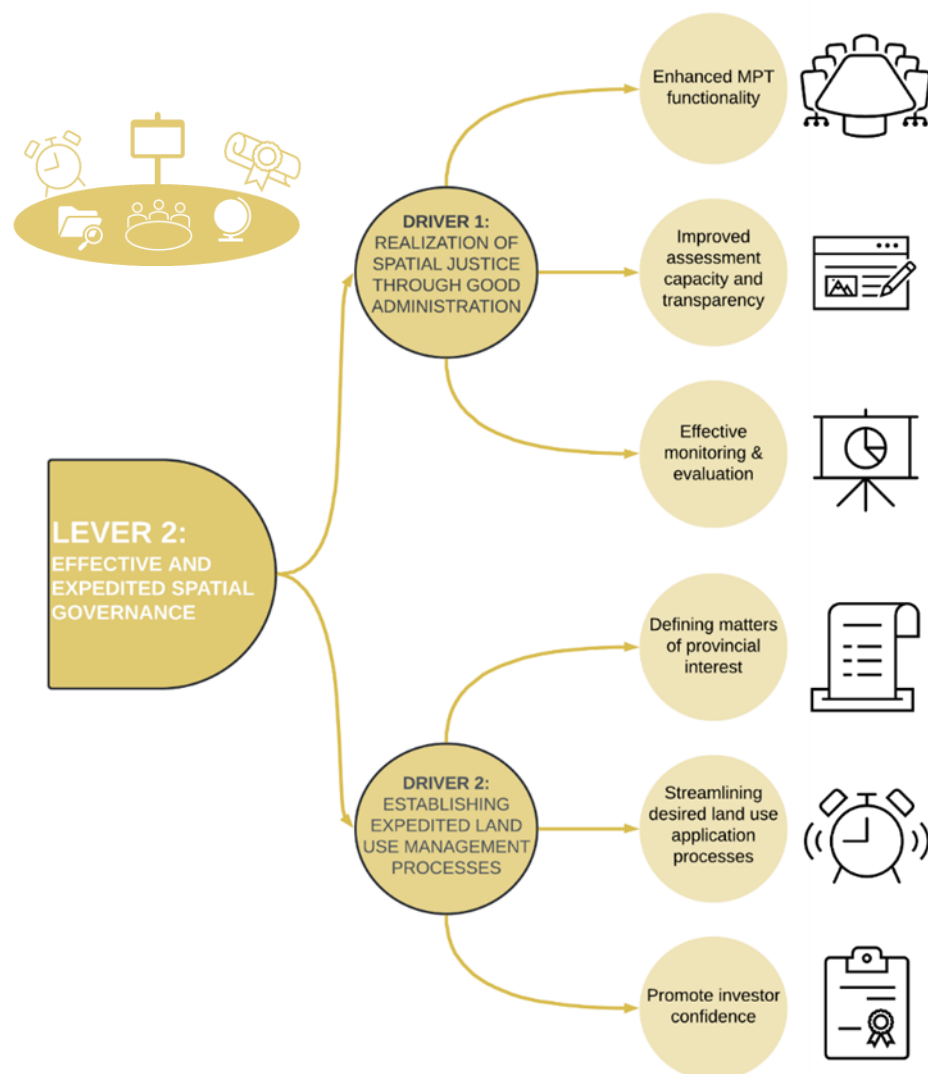 Enhanced MPT
functionality
DRIVER 1:
REALIZATION OF
SPATIAL JUSTICE
THROUGH GOOD
ADMINISTRATION
Improved
assessment
capacity and
transparency
Effective
monitoring &
evaluation
LEVER 2:
EFFECTIVE AND
EXPEDITED SPATIAL
GOVERNANCE
Defining matters
of provincial
interest
DRIVER 2:
ESTABLISHING
EXPEDITED LAND
USE MANAGEMENT
PROCESSES
Streamlining
desired land use
application
processes
Promote investor
confidence